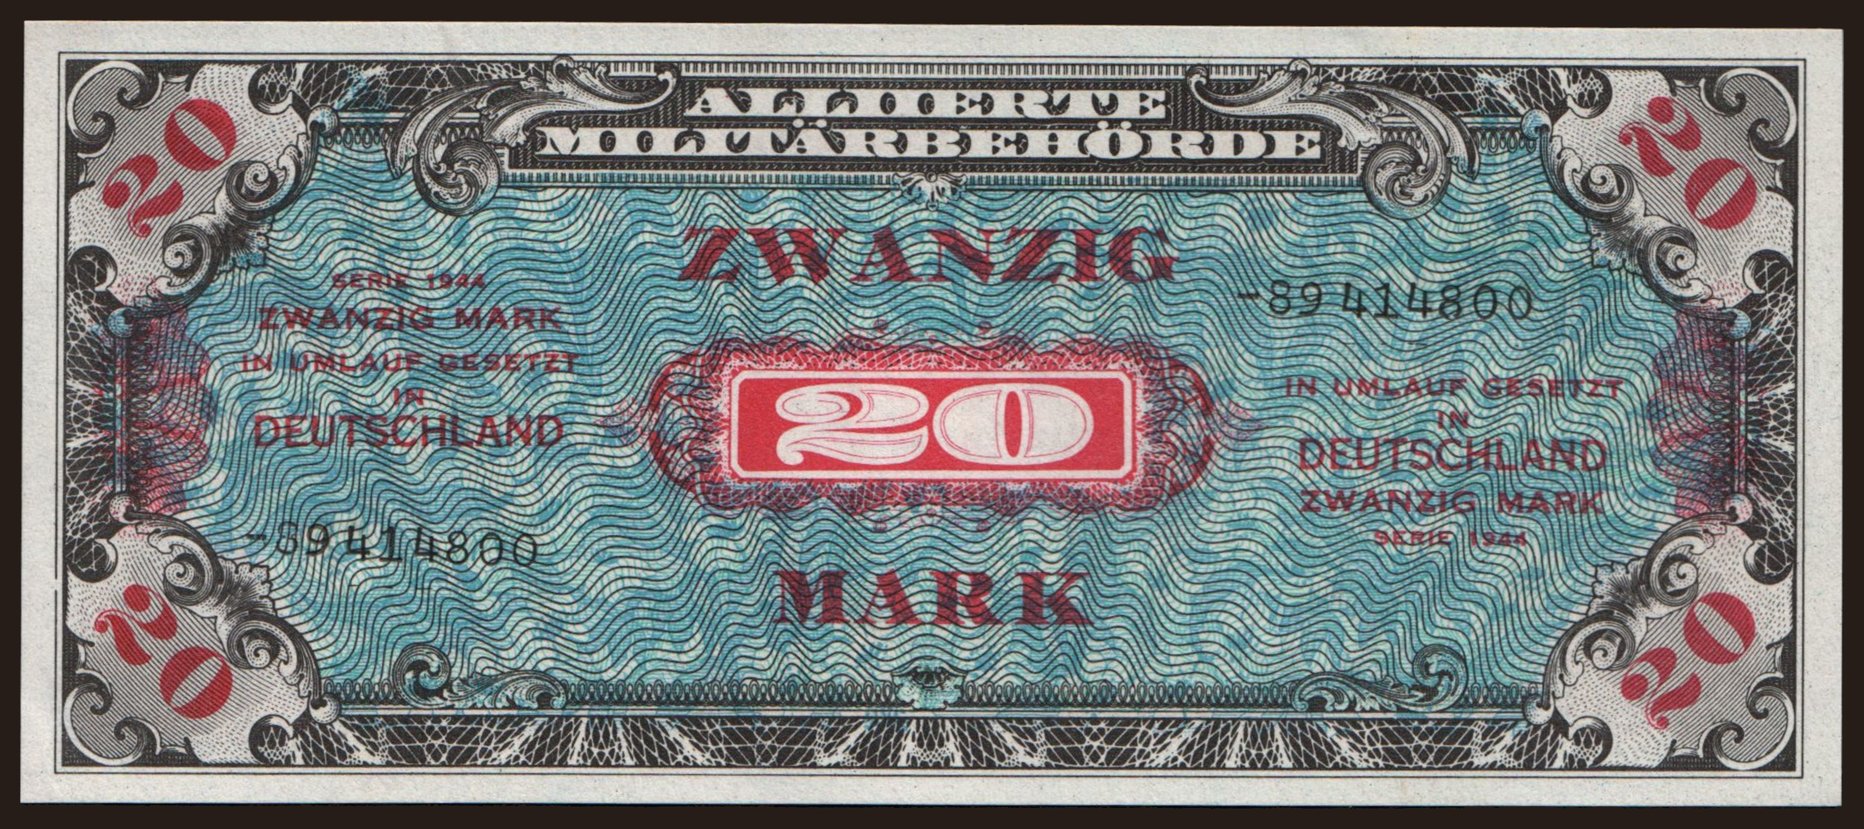 20
20
ALLIIERTE
MILITÄRBEHÖRDE
ZWANZIG
SERIE 1944
ZWANZIG MARK
IN UMLAUF GESETZT
IN
DEUTSCHLAND
-89414800
20
IN UMLAUF GESETZT
IN
DEUTSCHLAND
ZWANZIG MARK
SERIE 1944
-89414800
MARK
20
20